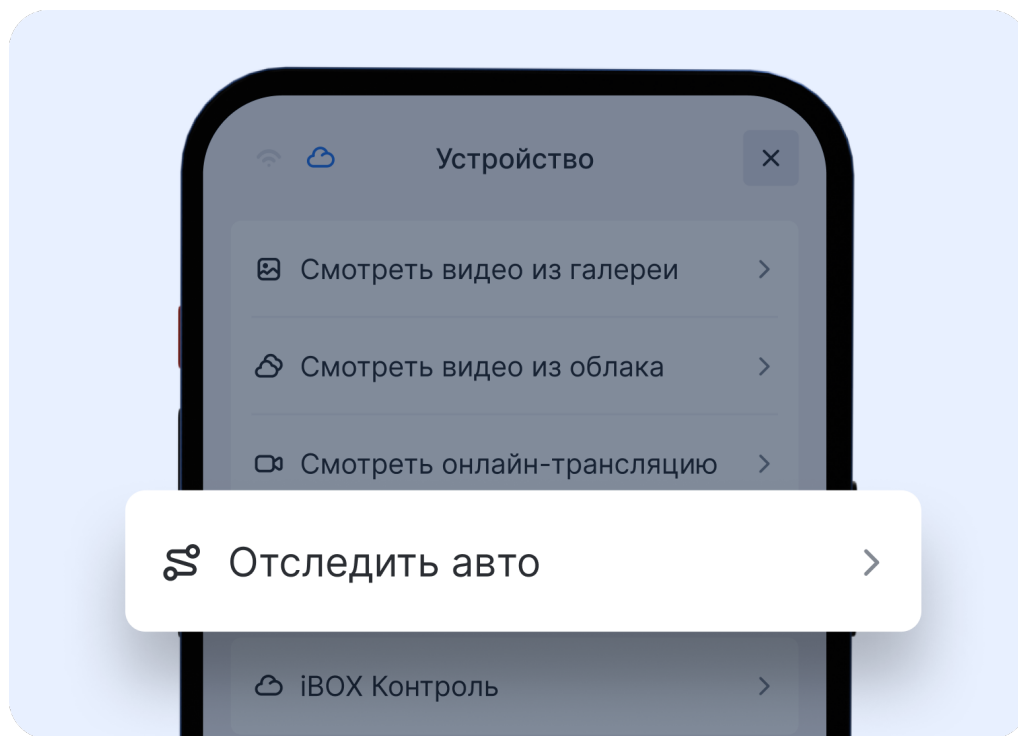 Устройство
Смотреть видео из галереи
Смотреть видео из облака
Смотреть онлайн-трансляцию
Отследить авто
iBOX Контроль